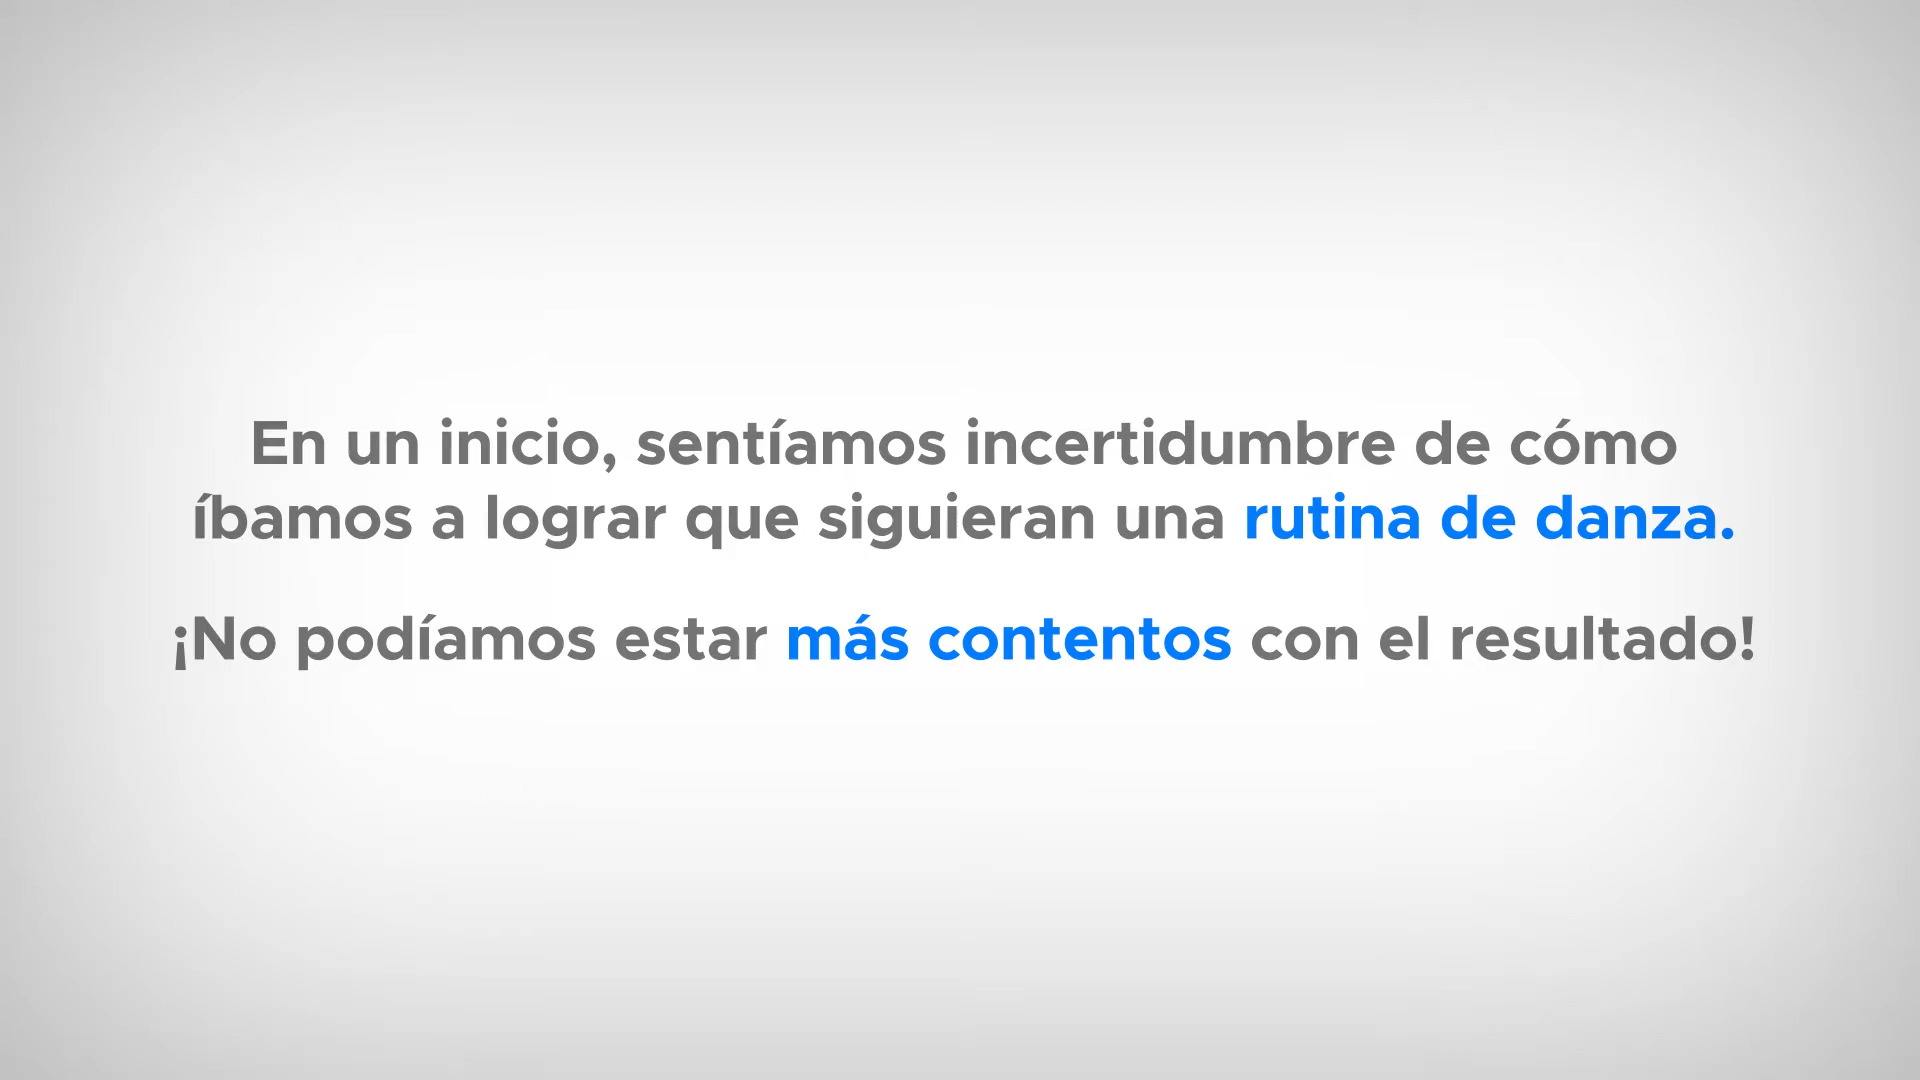 En un inicio, sentíamos incertidumbre de cómo
íbamos a lograr que siguieran una rutina de danza.
¡No podíamos estar más contentos con el resultado!